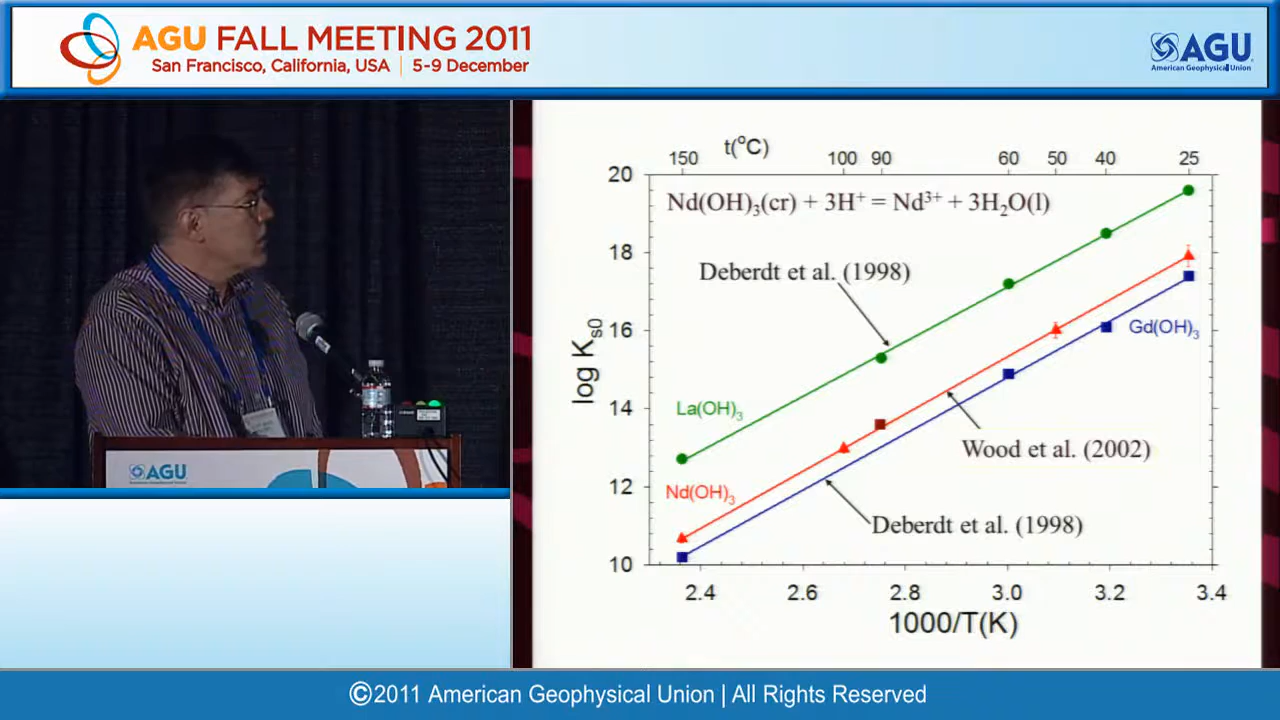 AGU FALL MEETING 2011
San Francisco, California, USA | 5-9 December
AGU
American Geophysical Union
t(°C)
150 100 90 60 50 40 25
Nd(OH)₃(cr) + 3H⁺ = Nd³⁺ + 3H₂O(l)
Deberdt et al. (1998)
Gd(OH)₃
La(OH)₃
Wood et al. (2002)
Nd(OH)₃
Deberdt et al. (1998)
log Kₛ₀
20
18
16
14
12
10
2.4 2.6 2.8 3.0 3.2 3.4
1000/T(K)
AGU
©2011 American Geophysical Union | All Rights Reserved